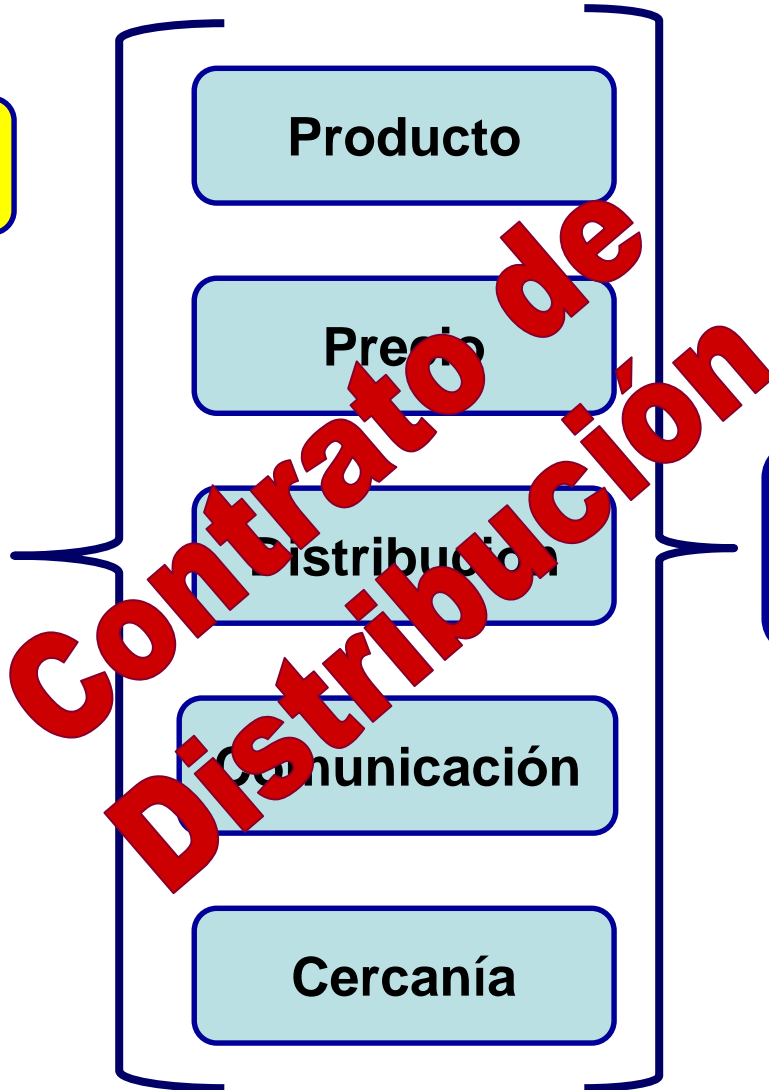 Producto
Precio
Distribución
Comunicación
Cercanía
Contrato de
Distribución